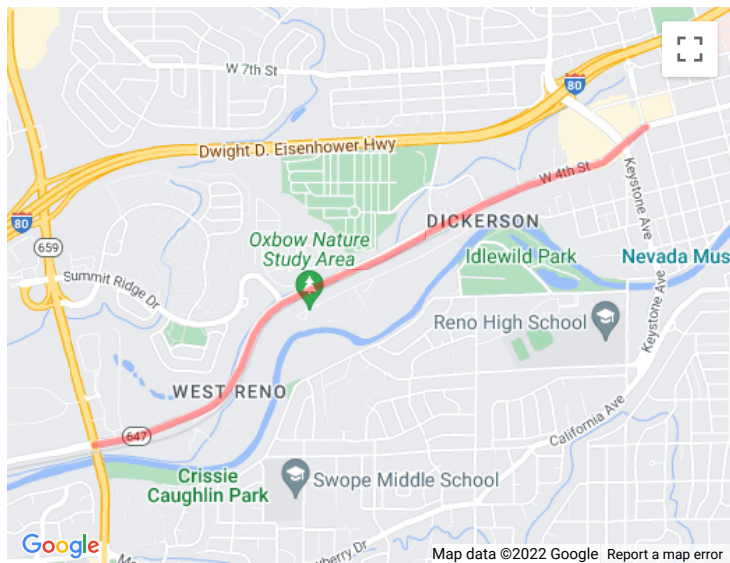 W 7th St
80
Dwight D. Eisenhower Hwy
W 4th St
Keystone Ave
DICKERSON
80
659
Oxbow Nature
Study Area
Idlewild Park
Nevada Mus
Summit Ridge Dr
Keystone Ave
Reno High School
WEST RENO
California Ave
647
Crissie
Caughlin Park
Swope Middle School
Google
berry Dr
Map data ©2022 Google
Report a map error